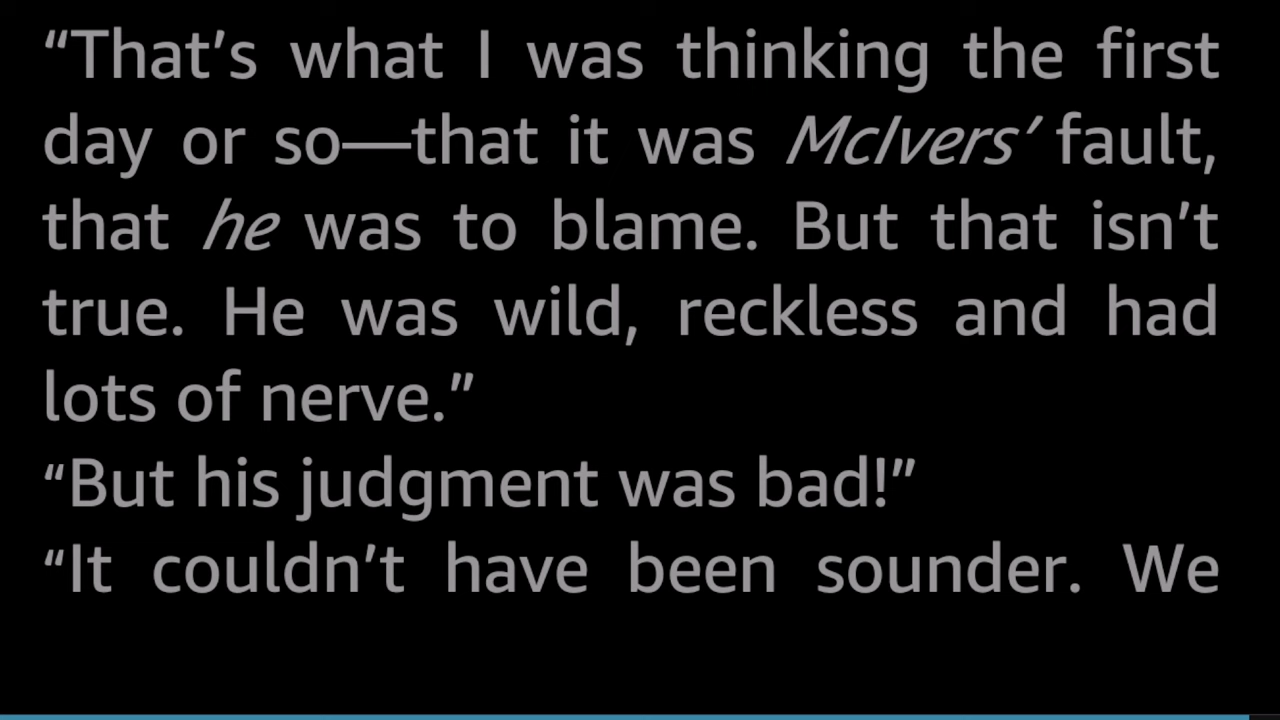 “That’s what I was thinking the first
day or so—that it was McIvers’ fault,
that he was to blame. But that isn’t
true. He was wild, reckless and had
lots of nerve.”
“But his judgment was bad!”
“It couldn’t have been sounder. We